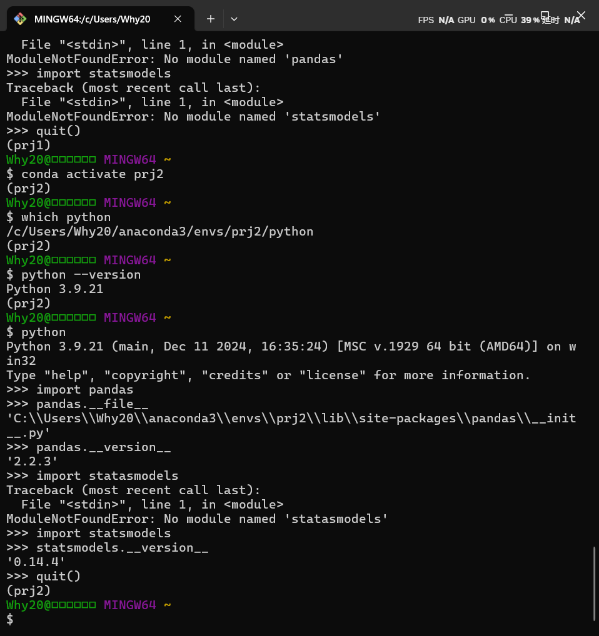 MINGW64:/c/Users/Why20
FPS N/A GPU 0% CPU 39% 延时 N/A
File "<stdin>", line 1, in <module>
ModuleNotFoundError: No module named 'pandas'
>>> import statsmodels
Traceback (most recent call last):
  File "<stdin>", line 1, in <module>
ModuleNotFoundError: No module named 'statsmodels'
>>> quit()
(prj1)
Why20@□□□□□□ MINGW64 ~
$ conda activate prj2
(prj2)
Why20@□□□□□□ MINGW64 ~
$ which python
/c/Users/Why20/anaconda3/envs/prj2/python
(prj2)
Why20@□□□□□□ MINGW64 ~
$ python --version
Python 3.9.21
(prj2)
Why20@□□□□□□ MINGW64 ~
$ python
Python 3.9.21 (main, Dec 11 2024, 16:35:24) [MSC v.1929 64 bit (AMD64)] on w
in32
Type "help", "copyright", "credits" or "license" for more information.
>>> import pandas
>>> pandas.__file__
'C:\\Users\\Why20\\anaconda3\\envs\\prj2\\lib\\site-packages\\pandas\\__init
__.py'
>>> pandas.__version__
'2.2.3'
>>> import statasmodels
Traceback (most recent call last):
  File "<stdin>", line 1, in <module>
ModuleNotFoundError: No module named 'statasmodels'
>>> import statsmodels
>>> statsmodels.__version__
'0.14.4'
>>> quit()
(prj2)
Why20@□□□□□□ MINGW64 ~
$